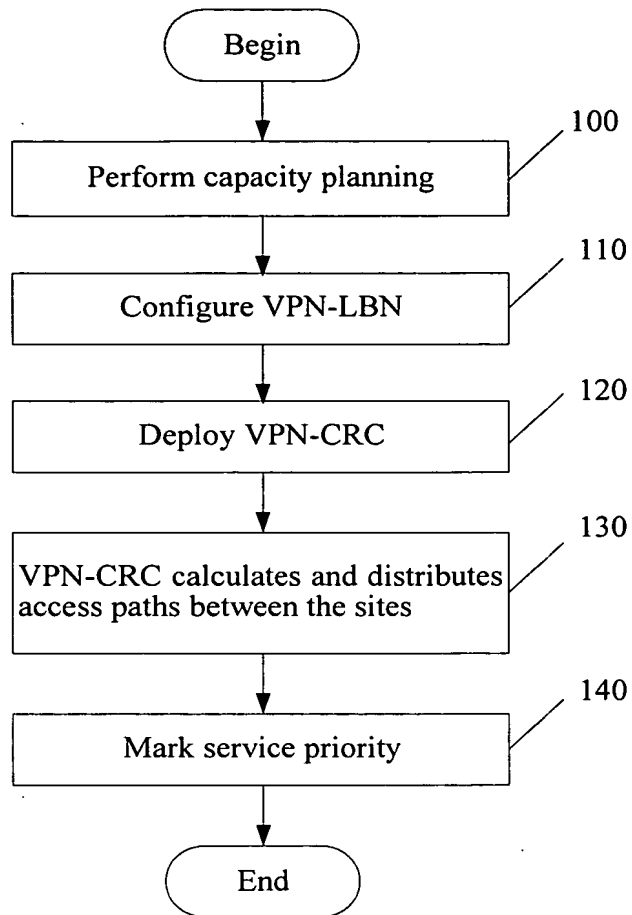 Begin
100
Perform capacity planning
110
Configure VPN-LBN
120
Deploy VPN-CRC
130
VPN-CRC calculates and distributes
access paths between the sites
140
Mark service priority
End